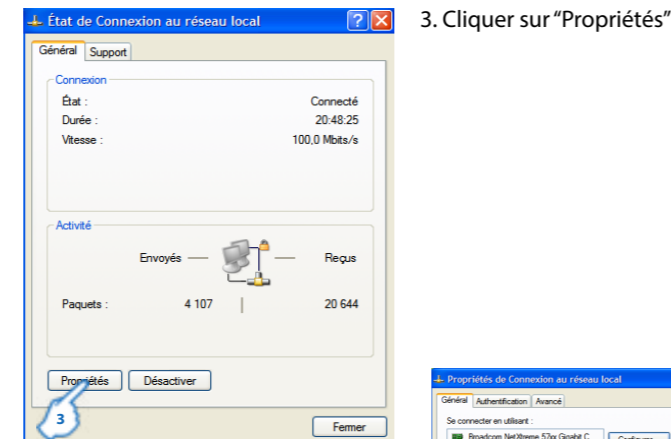 État de Connexion au réseau local
3. Cliquer sur “Propriétés”
Général Support
Connexion
État : Connecté
Durée : 20:48:25
Vitesse : 100,0 Mbits/s
Activité
Envoyés — — Reçus
Paquets : 4 107 20 644
Propriétés Désactiver
3
Fermer
Propriétés de Connexion au réseau local
Général Authentification Avancé
Se connecter en utilisant :
Broadcom NetXtreme 57xx Gigabit C